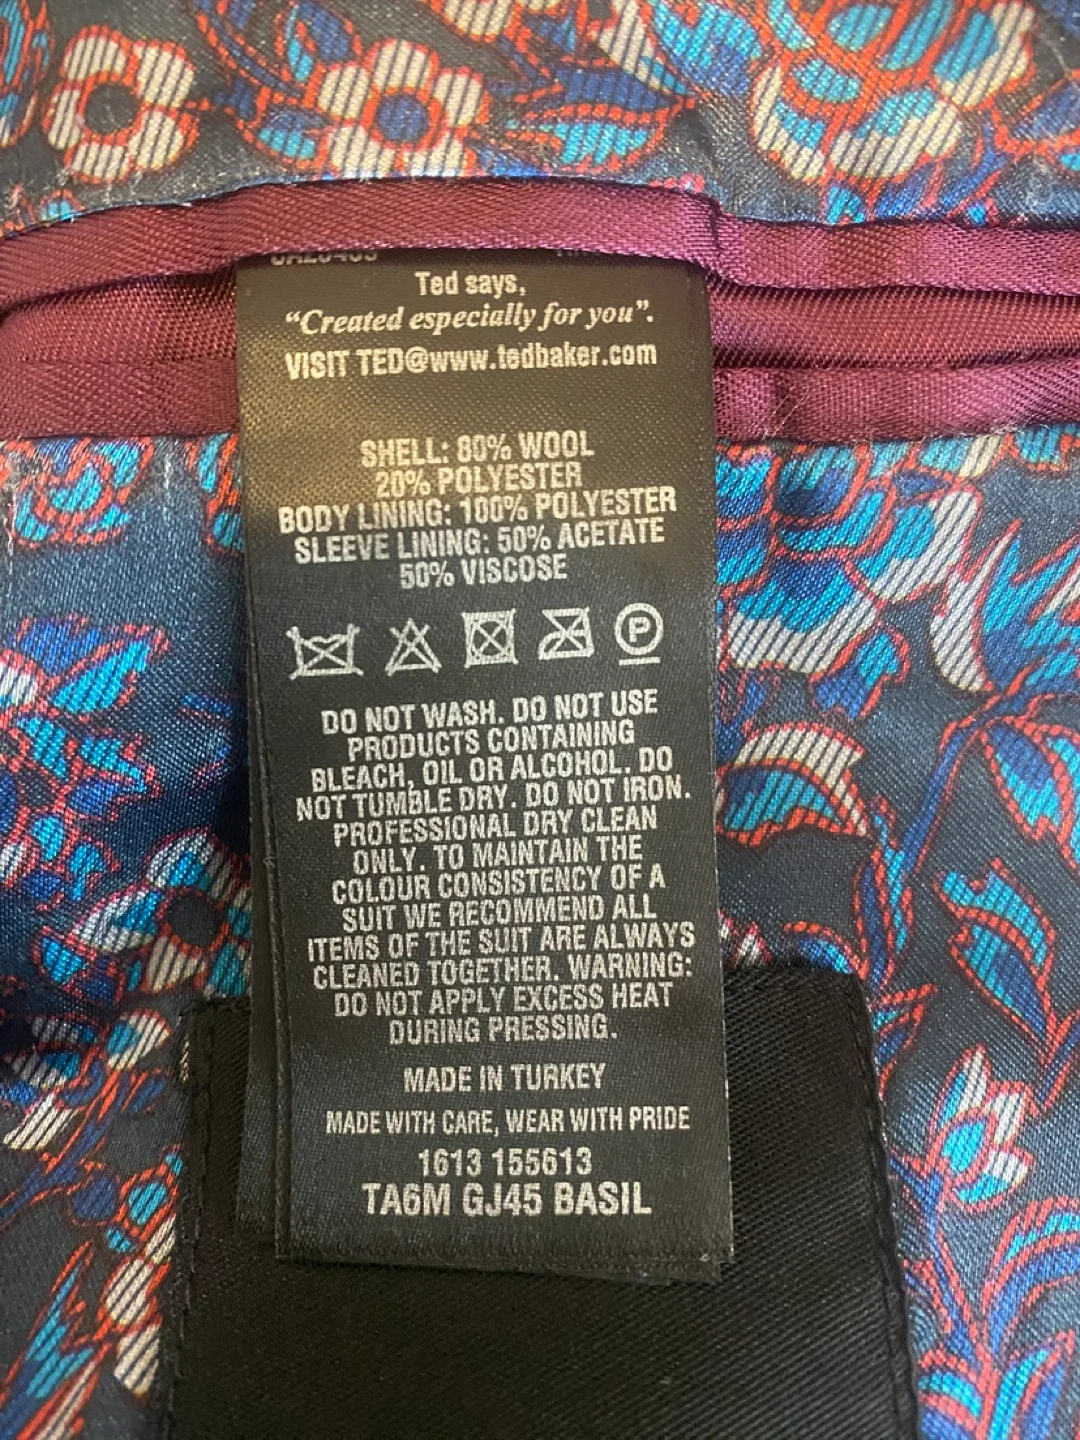 Ted says,
“Created especially for you”.
VISIT TED@www.tedbaker.com
SHELL: 80% WOOL
20% POLYESTER
BODY LINING: 100% POLYESTER
SLEEVE LINING: 50% ACETATE
50% VISCOSE
P
DO NOT WASH. DO NOT USE
PRODUCTS CONTAINING
BLEACH, OIL OR ALCOHOL. DO
NOT TUMBLE DRY. DO NOT IRON.
PROFESSIONAL DRY CLEAN
ONLY. TO MAINTAIN THE
COLOUR CONSISTENCY OF A
SUIT WE RECOMMEND ALL
ITEMS OF THE SUIT ARE ALWAYS
CLEANED TOGETHER. WARNING:
DO NOT APPLY EXCESS HEAT
DURING PRESSING.
MADE IN TURKEY
MADE WITH CARE, WEAR WITH PRIDE
1613 155613
TA6M GJ45 BASIL